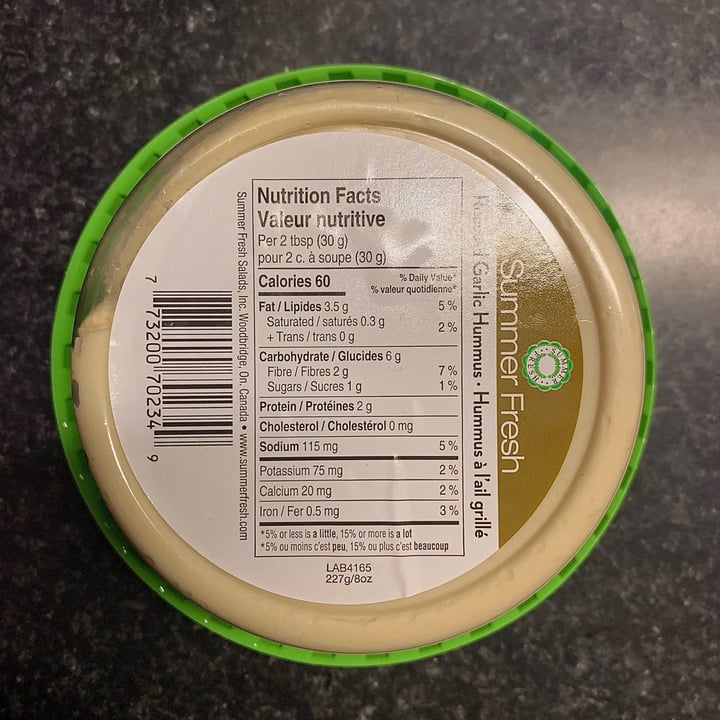 Nutrition Facts
Valeur nutritive
Per 2 tbsp (30 g)
pour 2 c. à soupe (30 g)
Calories 60
% Daily Value*
% valeur quotidienne*
Fat / Lipides 3.5 g 5 %
Saturated / saturés 0.3 g
+ Trans / trans 0 g 2 %
Carbohydrate / Glucides 6 g
Fibre / Fibres 2 g 7 %
Sugars / Sucres 1 g 1 %
Protein / Protéines 2 g
Cholesterol / Cholestérol 0 mg
Sodium 115 mg 5 %
Potassium 75 mg 2 %
Calcium 20 mg 2 %
Iron / Fer 0.5 mg 3 %
*5% or less is a little, 15% or more is a lot
*5% ou moins c'est peu, 15% ou plus c'est beaucoup
LAB4165
227g/8oz
Summer Fresh Salads, Inc. Woodbridge, On. Canada • www.summerfresh.com
7 73200 70234 9
Summer Fresh
SUMMER FRESH
Garlic Hummus • Hummus à l'ail grillé